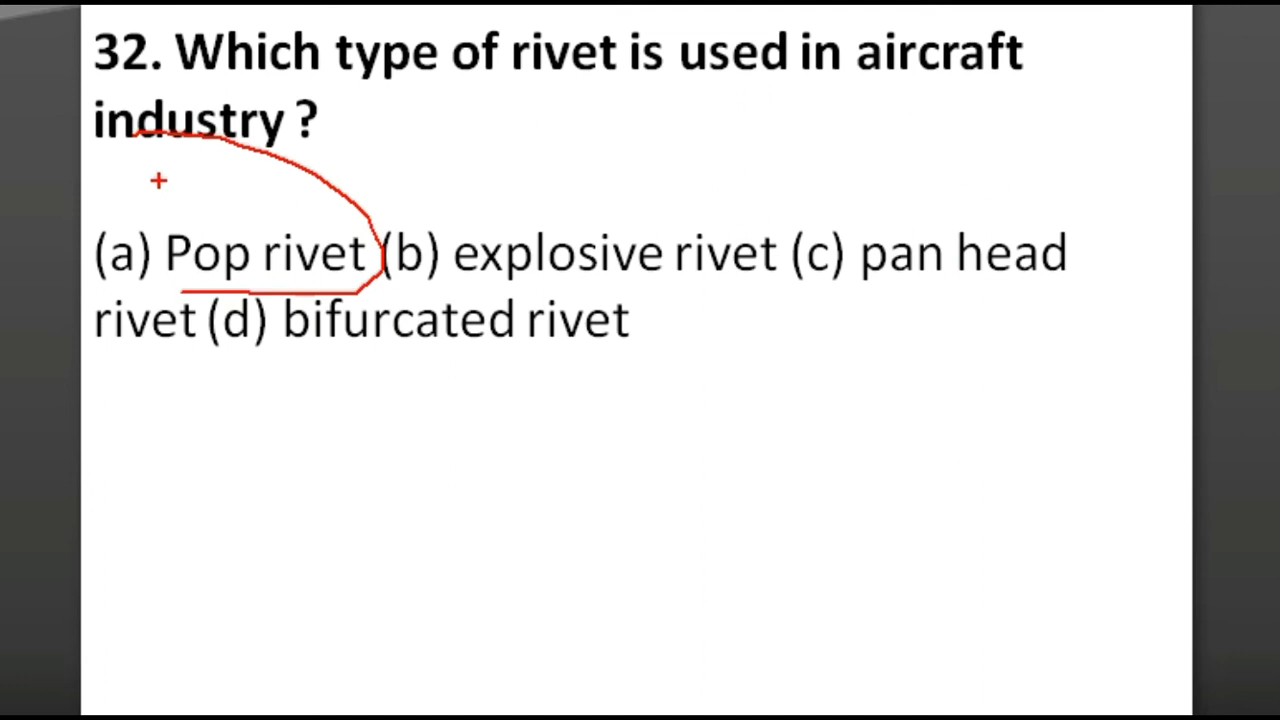 32. Which type of rivet is used in aircraft
industry ?
(a) Pop rivet (b) explosive rivet (c) pan head
rivet (d) bifurcated rivet